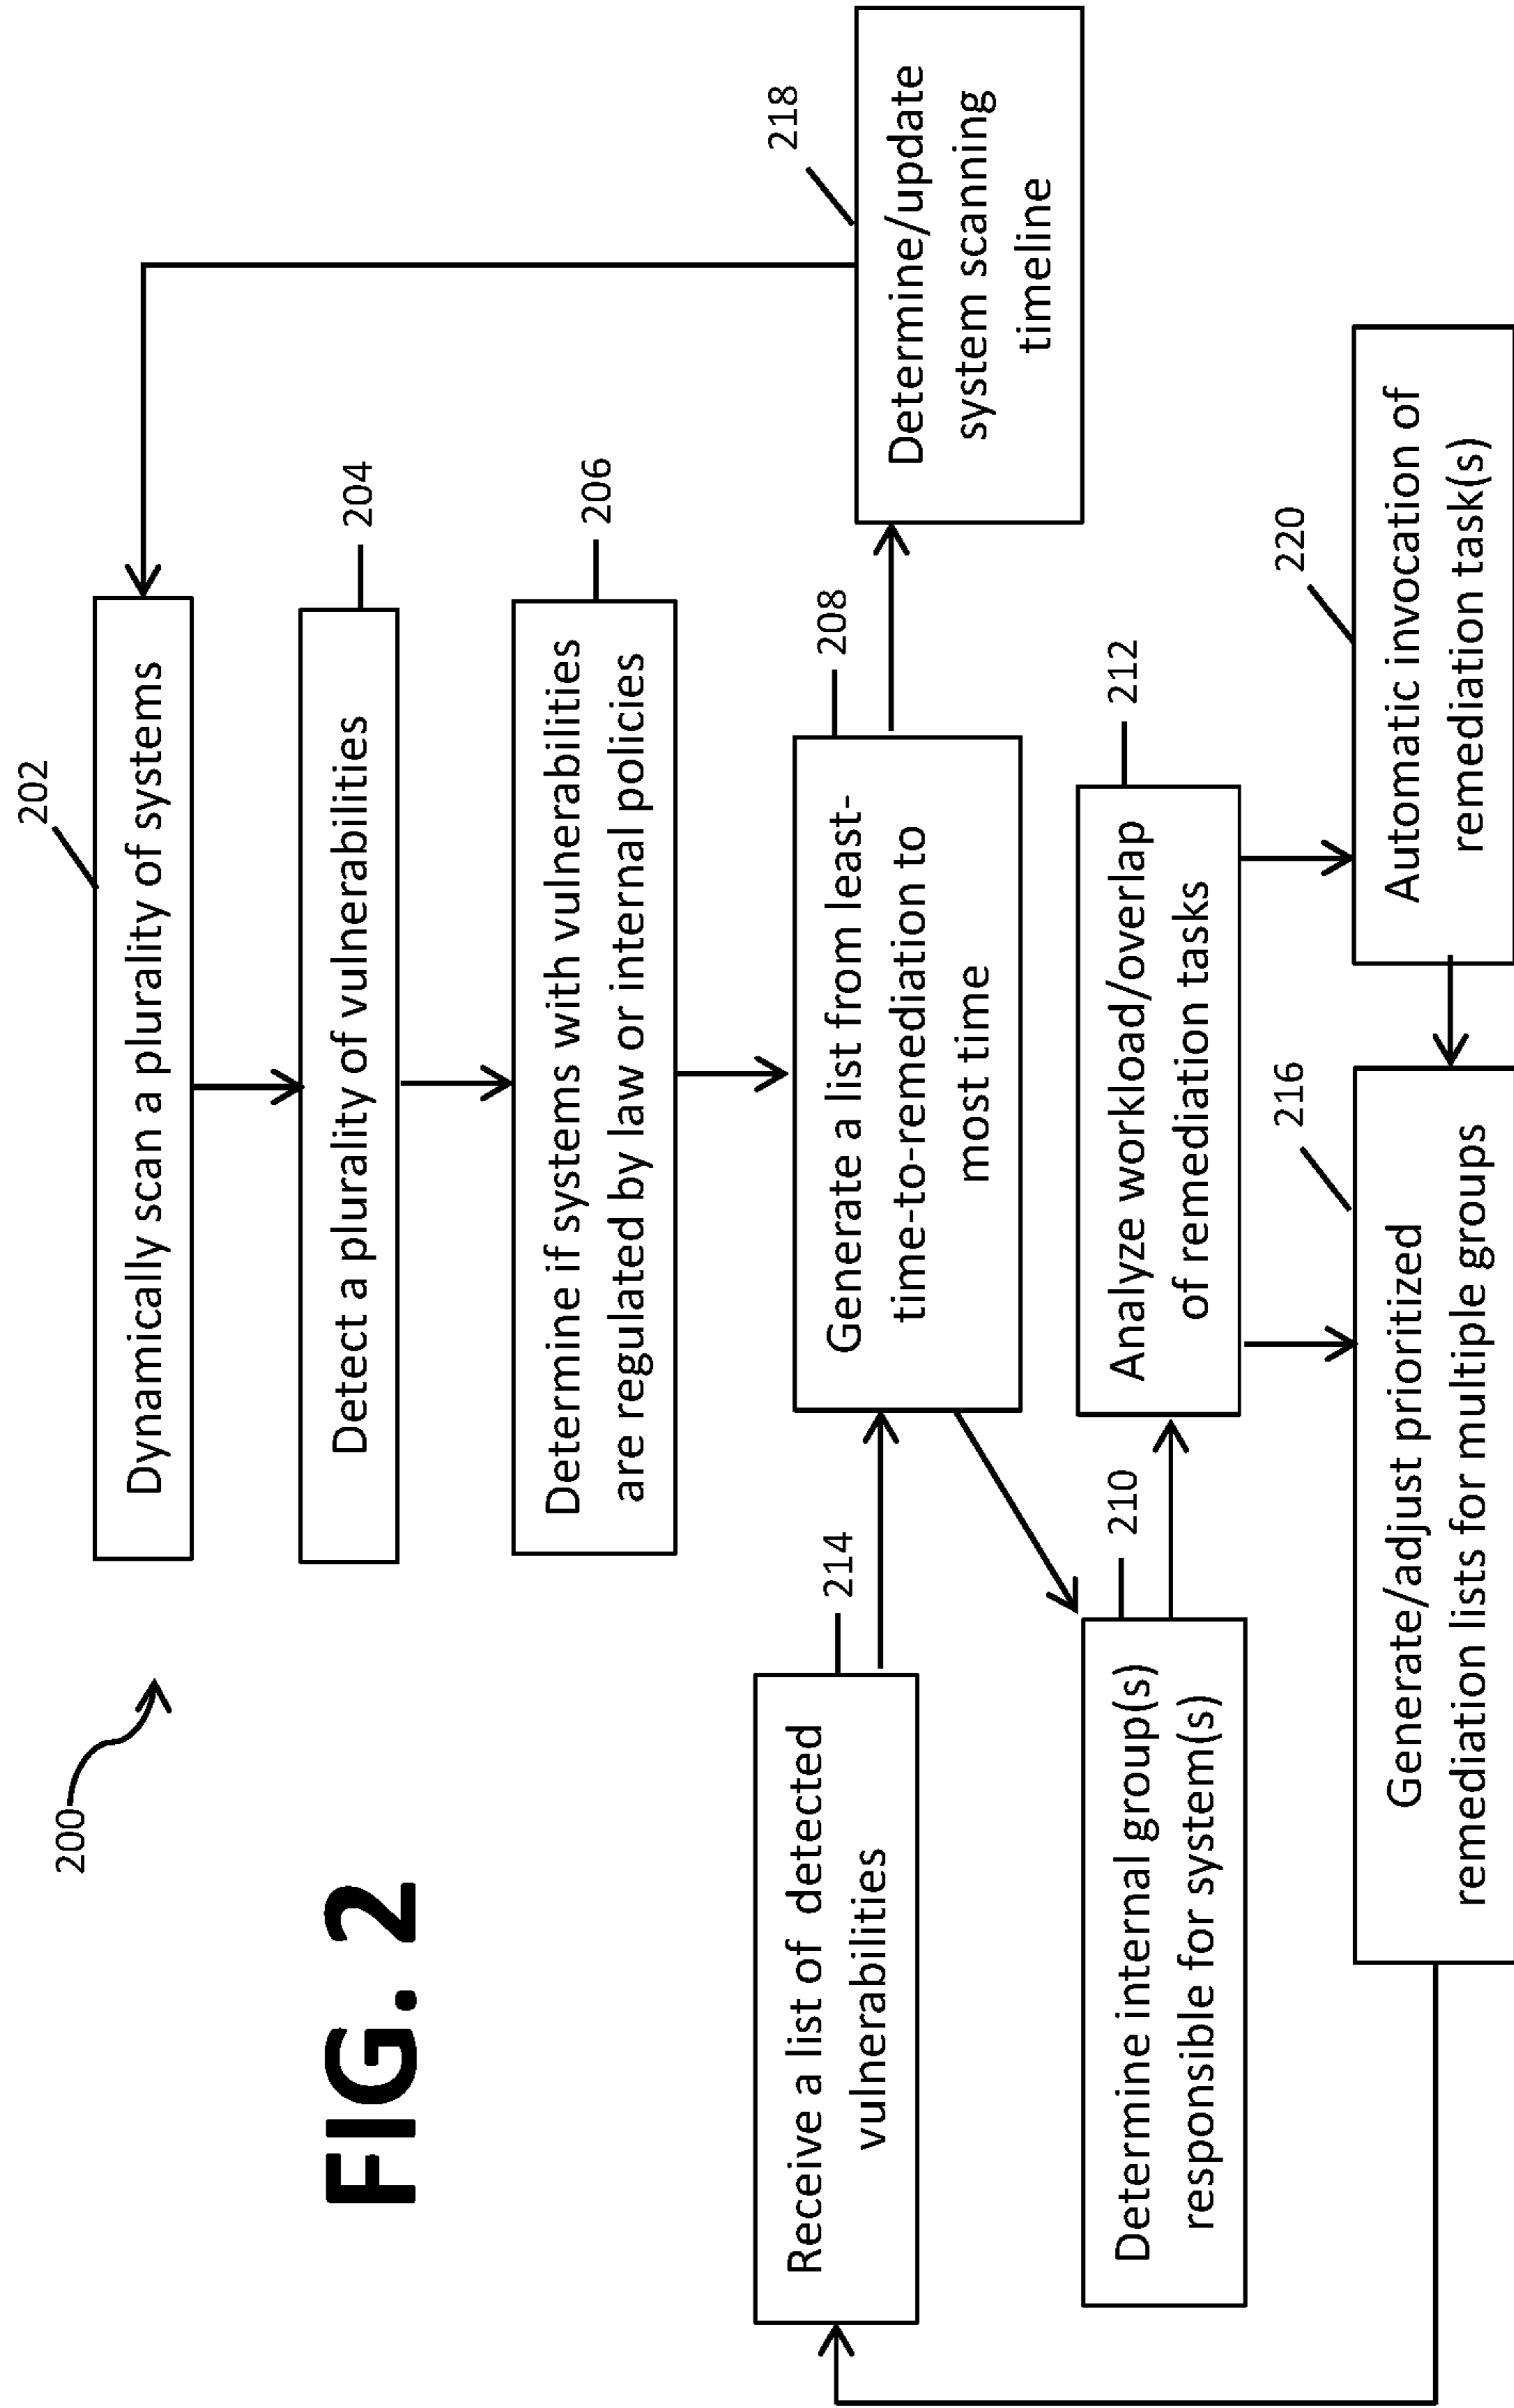 200
FIG. 2
202
Dynamically scan a plurality of systems
Detect a plurality of vulnerabilities
204
Determine if systems with vulnerabilities
are regulated by law or internal policies
206
Receive a list of detected
vulnerabilities
214
Generate a list from least-
time-to-remediation to
most time
208
Determine/update
system scanning
timeline
218
Determine internal group(s)
responsible for system(s)
210
Analyze workload/overlap
of remediation tasks
212
Generate/adjust prioritized
remediation lists for multiple groups
216
Automatic invocation of
remediation task(s)
220